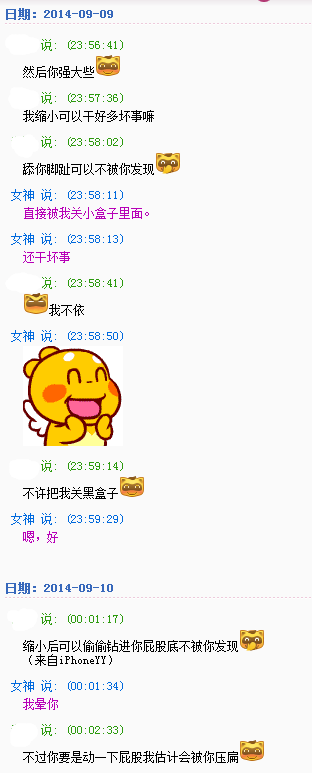 日期: 2014-09-09
说: (23:56:41)
然后你强大些
说: (23:57:36)
我缩小可以干好多坏事嘛
说: (23:58:02)
舔你脚趾可以不被你发现
女神 说: (23:58:11)
直接被我关小盒子里面。
女神 说: (23:58:13)
还干坏事
说: (23:58:41)
我不依
女神 说: (23:58:50)
说: (23:59:14)
不许把我关黑盒子
女神 说: (23:59:29)
嗯，好
日期: 2014-09-10
说: (00:01:17)
缩小后可以偷偷钻进你屁股底不被你发现
（来自iPhoneYY）
女神 说: (00:01:34)
我晕你
说: (00:02:33)
不过你要是动一下屁股我估计会被你压扁